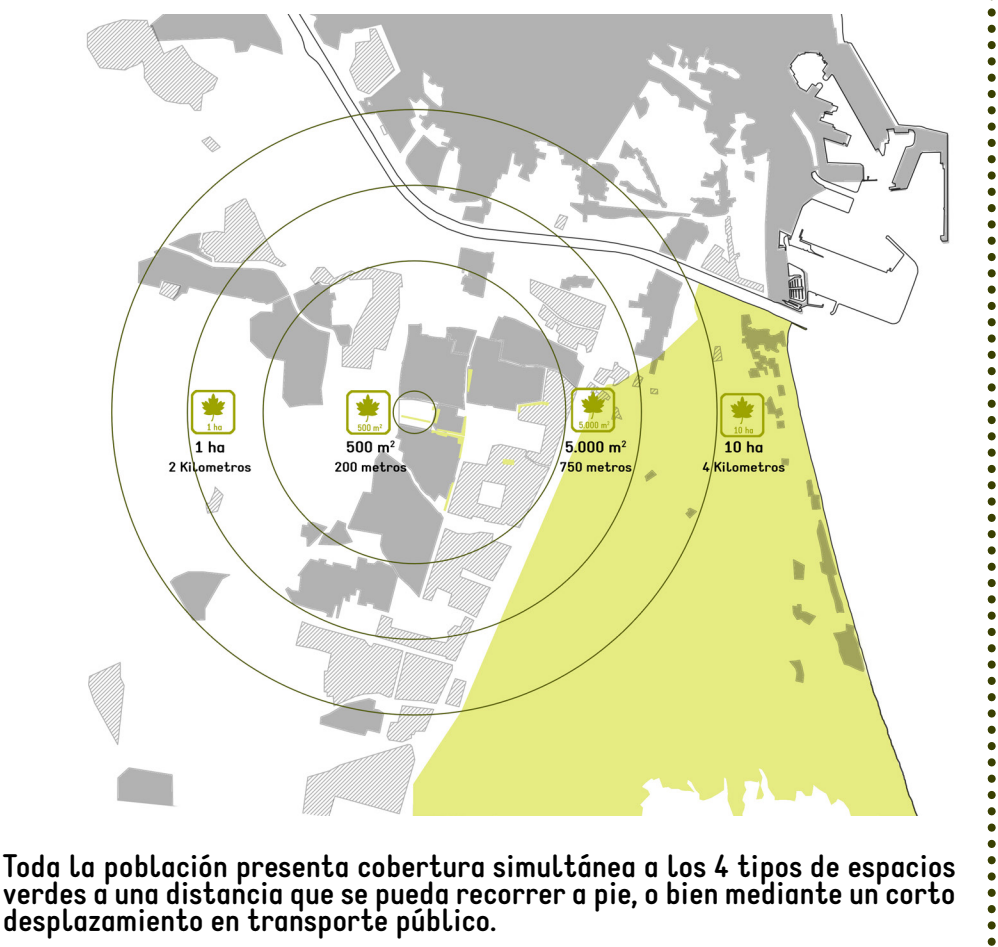 1 ha
500 m²
5.000 m²
10 ha
1 ha
500 m²
5.000 m²
10 ha
2 Kilometros
200 metros
750 metros
4 Kilometros
Toda la población presenta cobertura simultánea a los 4 tipos de espacios
verdes a una distancia que se pueda recorrer a pie, o bien mediante un corto
desplazamiento en transporte público.